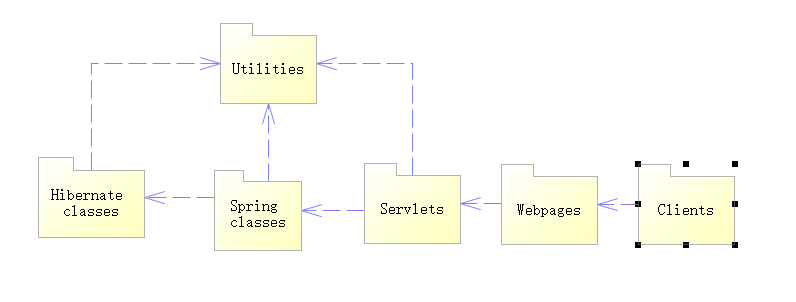 Utilities
Hibernate
classes
Spring
classes
Servlets
Webpages
Clients